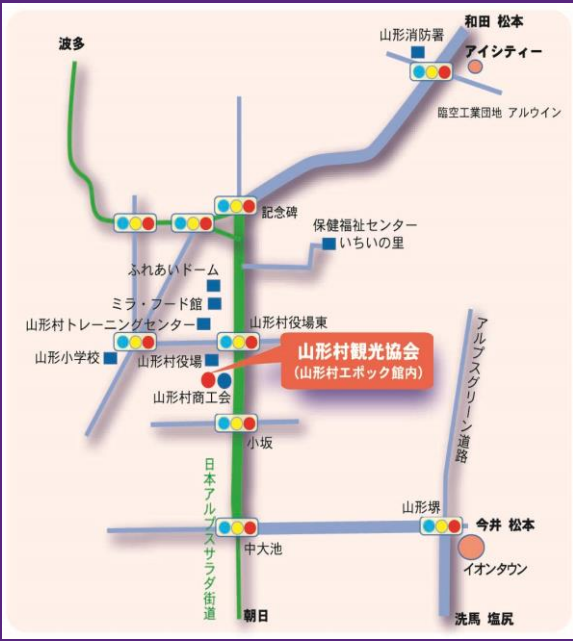 和田 松本
山形消防署
波多
アイシティー
臨空工業団地 アルウイン
記念碑
保健福祉センター
いちいの里
ふれあいドーム
ミラ・フード館
山形村トレーニングセンター
山形村役場東
山形小学校
山形村役場
山形村観光協会
(山形村エポック館内)
山形村商工会
アルプスグリーン道路
小坂
日本アルプスサラダ街道
山形堺
今井 松本
中大池
イオンタウン
朝日
洗馬 塩尻